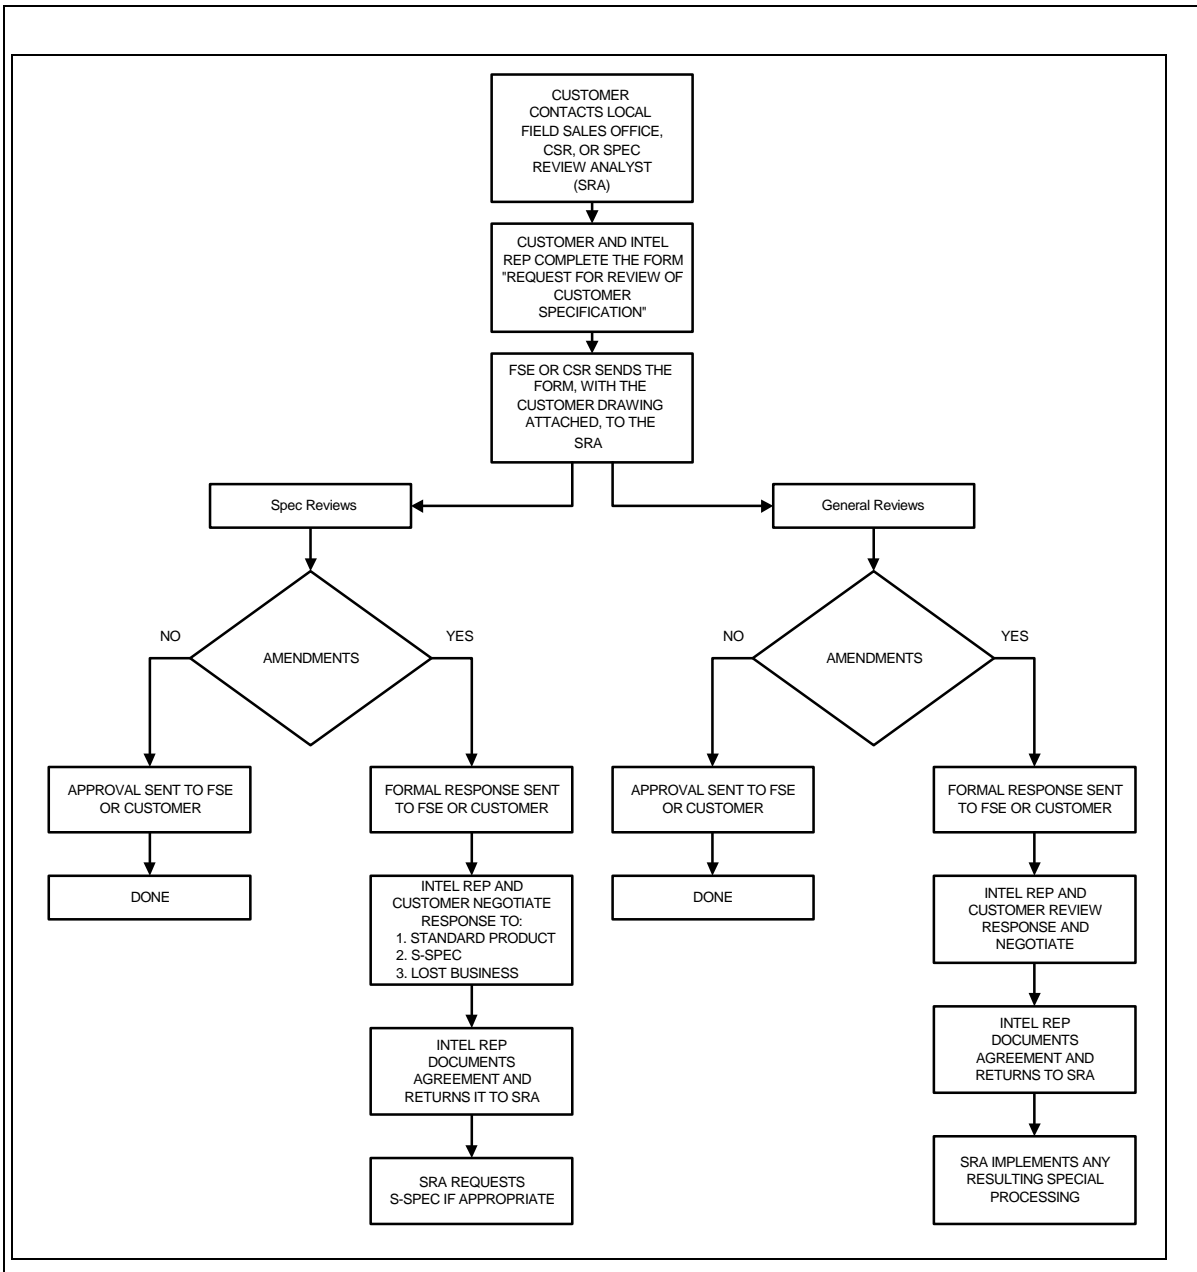 CUSTOMER
CONTACTS LOCAL
FIELD SALES OFFICE,
CSR, OR SPEC
REVIEW ANALYST
(SRA)
CUSTOMER AND INTEL
REP COMPLETE THE FORM
"REQUEST FOR REVIEW OF
CUSTOMER
SPECIFICATION"
FSE OR CSR SENDS THE
FORM, WITH THE
CUSTOMER DRAWING
ATTACHED, TO THE
SRA
Spec Reviews
General Reviews
NO
YES
AMENDMENTS
NO
YES
AMENDMENTS
APPROVAL SENT TO FSE
OR CUSTOMER
FORMAL RESPONSE SENT
TO FSE OR CUSTOMER
APPROVAL SENT TO FSE
OR CUSTOMER
FORMAL RESPONSE SENT
TO FSE OR CUSTOMER
DONE
INTEL REP AND
CUSTOMER NEGOTIATE
RESPONSE TO:
1. STANDARD PRODUCT
2. S-SPEC
3. LOST BUSINESS
DONE
INTEL REP AND
CUSTOMER REVIEW
RESPONSE AND
NEGOTIATE
INTEL REP
DOCUMENTS
AGREEMENT AND
RETURNS IT TO SRA
INTEL REP
DOCUMENTS
AGREEMENT AND
RETURNS TO SRA
SRA REQUESTS
S-SPEC IF APPROPRIATE
SRA IMPLEMENTS ANY
RESULTING SPECIAL
PROCESSING